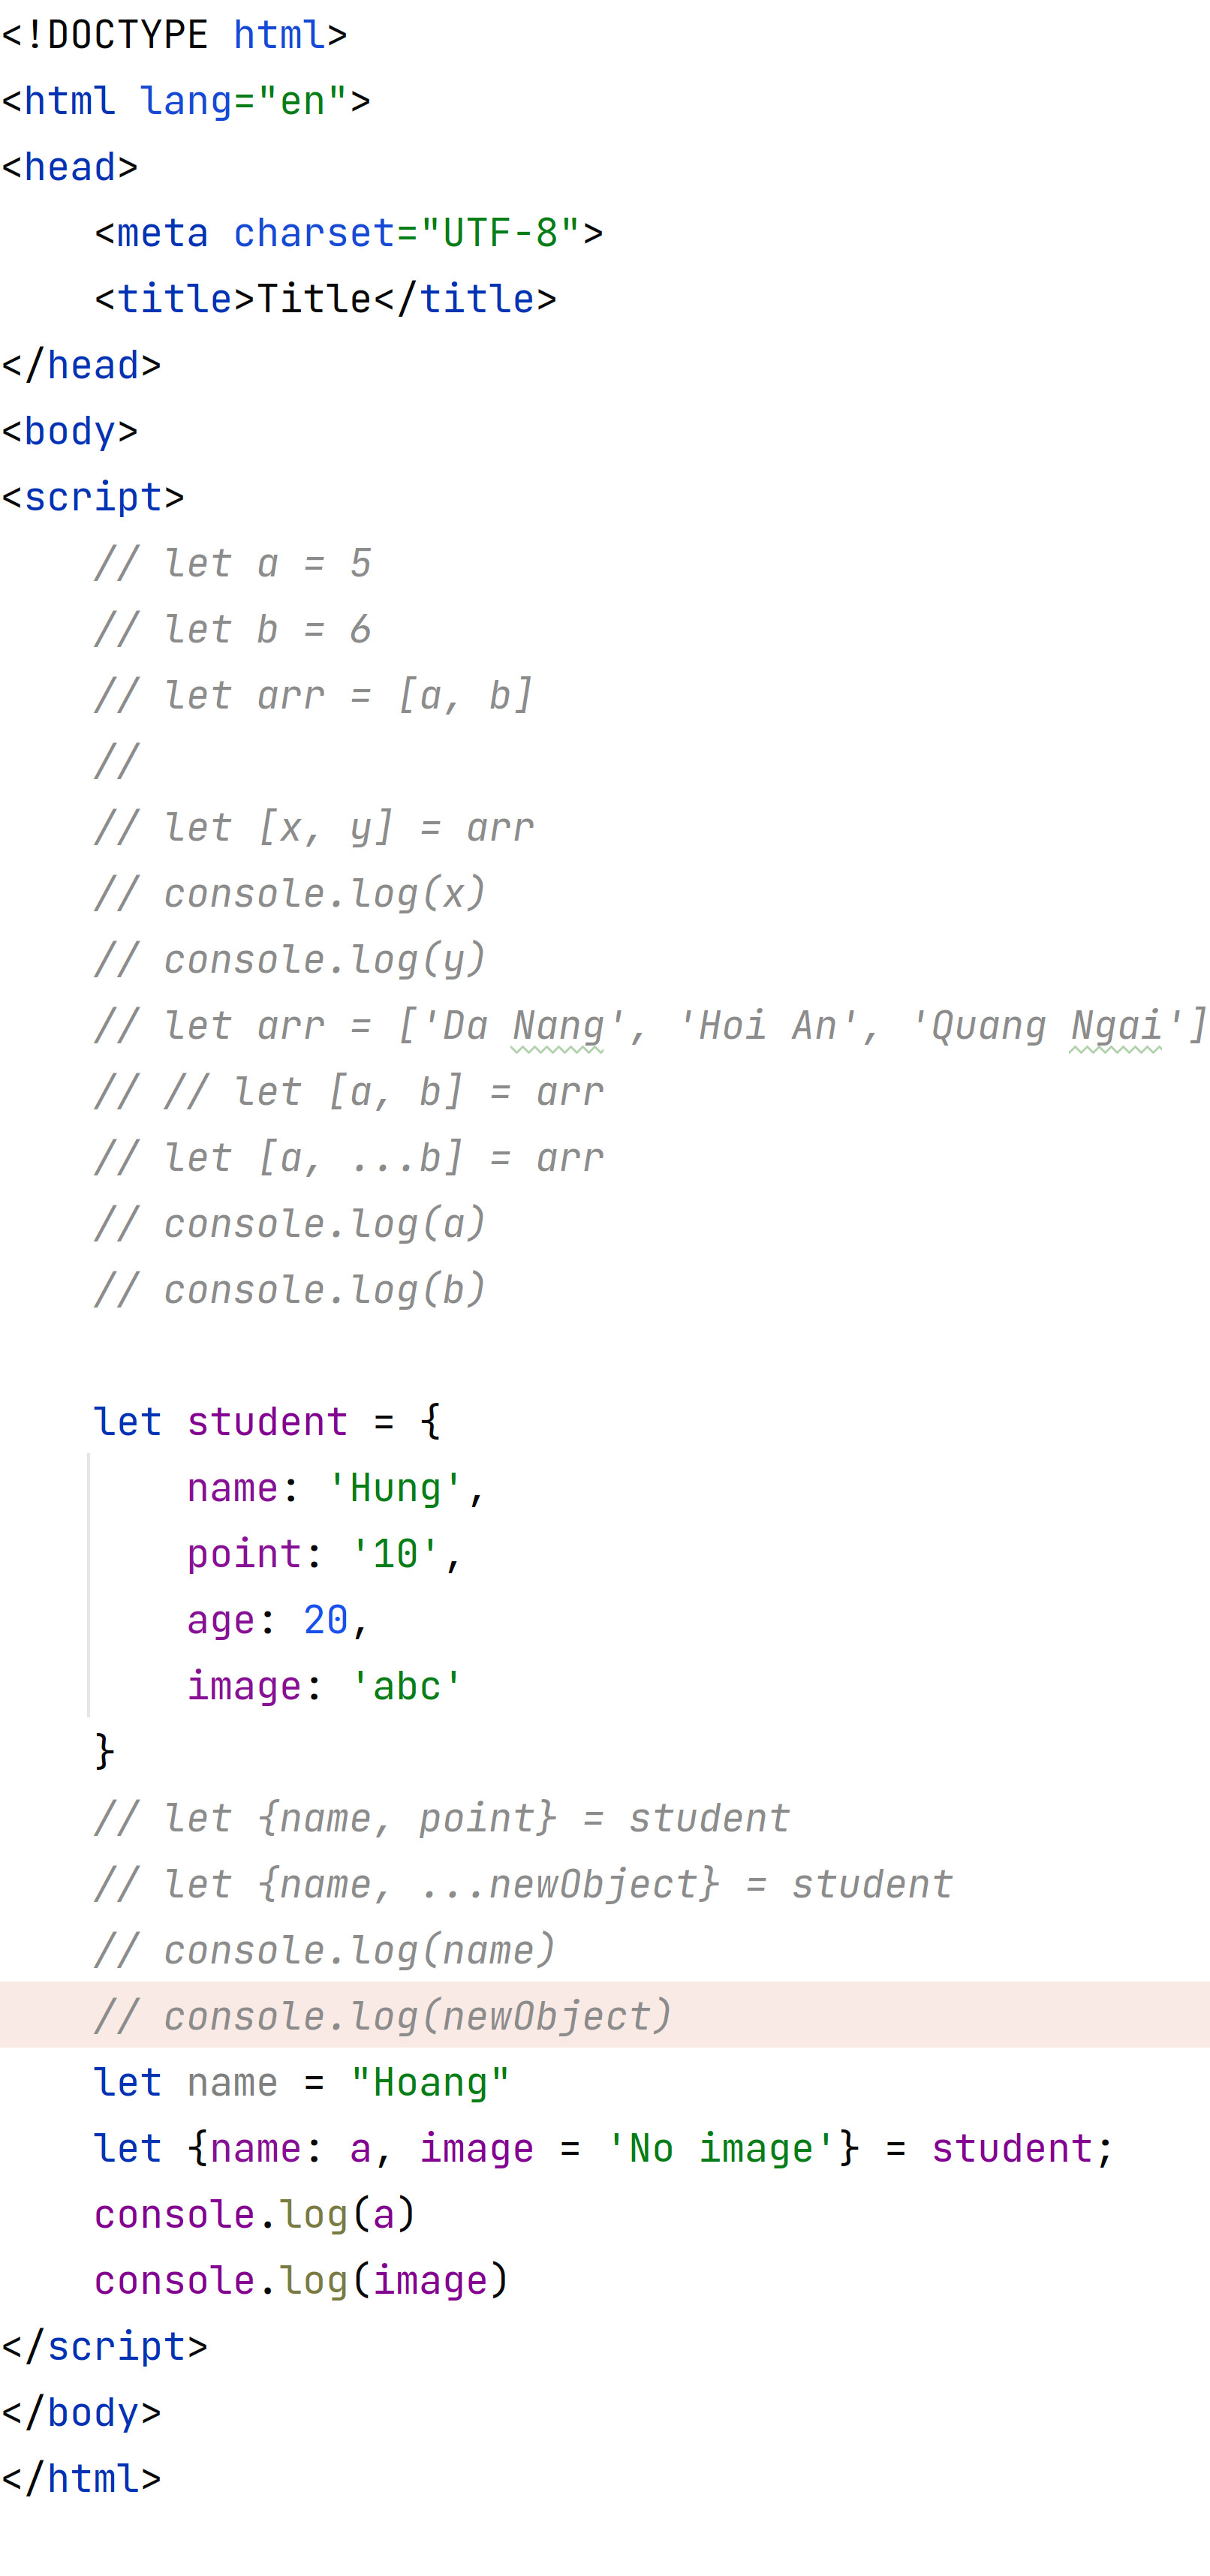 <!DOCTYPE html>
<html lang="en">
<head>
    <meta charset="UTF-8">
    <title>Title</title>
</head>
<body>
<script>
    // let a = 5
    // let b = 6
    // let arr = [a, b]
    //
    // let [x, y] = arr
    // console.log(x)
    // console.log(y)
    // let arr = ['Da Nang', 'Hoi An', 'Quang Ngai']
    // // let [a, b] = arr
    // let [a, ...b] = arr
    // console.log(a)
    // console.log(b)

    let student = {
        name: 'Hung',
        point: '10',
        age: 20,
        image: 'abc'
    }
    // let {name, point} = student
    // let {name, ...newObject} = student
    // console.log(name)
    // console.log(newObject)
    let name = "Hoang"
    let {name: a, image = 'No image'} = student;
    console.log(a)
    console.log(image)
</script>
</body>
</html>